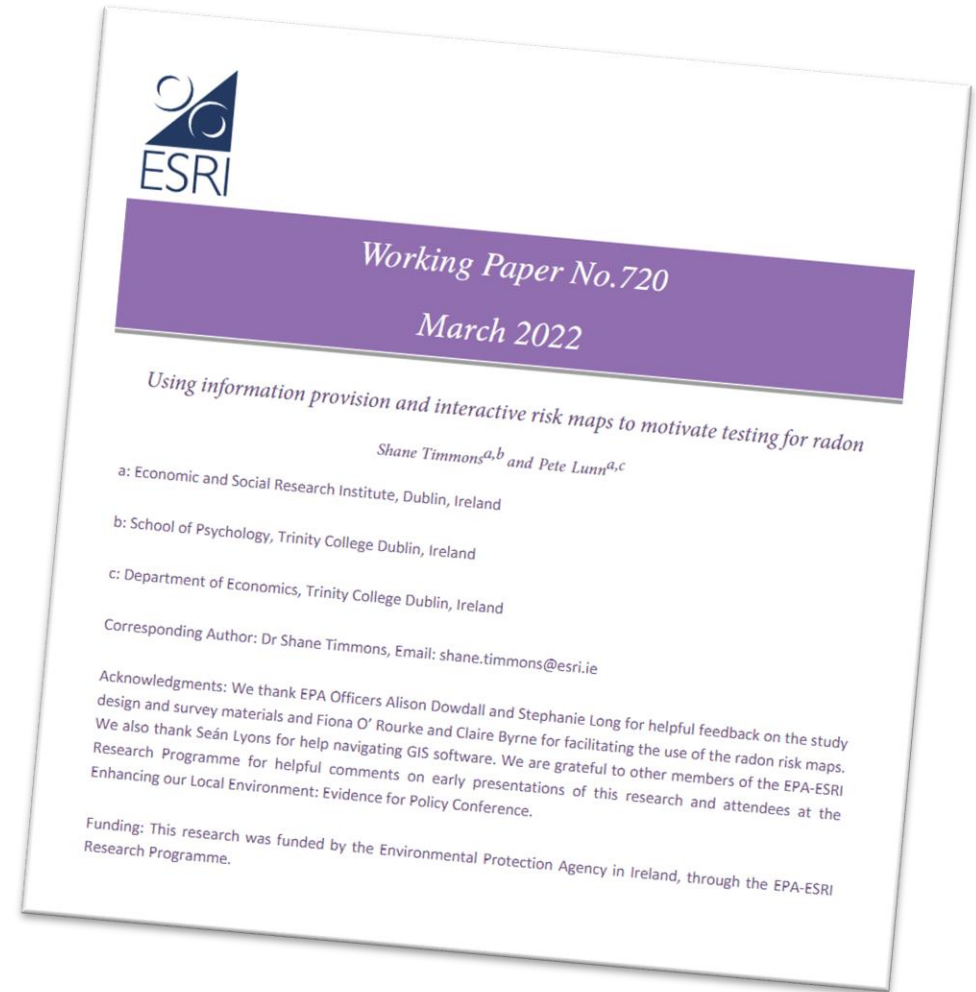 ESRI
Working Paper No.720
March 2022
Using information provision and interactive risk maps to motivate testing for radon
Shane Timmonsa,b and Pete Lunna,c
a: Economic and Social Research Institute, Dublin, Ireland
b: School of Psychology, Trinity College Dublin, Ireland
c: Department of Economics, Trinity College Dublin, Ireland
Corresponding Author: Dr Shane Timmons, Email: shane.timmons@esri.ie
Acknowledgments: We thank EPA Officers Alison Dowdall and Stephanie Long for helpful feedback on the study
design and survey materials and Fiona O’ Rourke and Claire Byrne for facilitating the use of the radon risk maps.
We also thank Seán Lyons for help navigating GIS software. We are grateful to other members of the EPA-ESRI
Research Programme for helpful comments on early presentations of this research and attendees at the
Enhancing our Local Environment: Evidence for Policy Conference.
Funding: This research was funded by the Environmental Protection Agency in Ireland, through the EPA-ESRI
Research Programme.